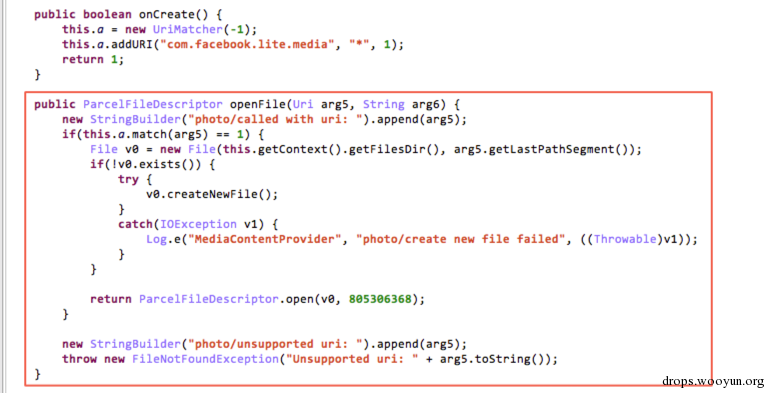 public boolean onCreate() {
this.a = new UriMatcher(-1);
this.a.addURI("com.facebook.lite.media", "*", 1);
return 1;
}
public ParcelFileDescriptor openFile(Uri arg5, String arg6) {
new StringBuilder("photo/called with uri: ").append(arg5);
if(this.a.match(arg5) == 1) {
File v0 = new File(this.getContext().getFilesDir(), arg5.getLastPathSegment());
if(!v0.exists()) {
try {
v0.createNewFile();
}
catch(IOException v1) {
Log.e("MediaContentProvider", "photo/create new file failed", ((Throwable)v1));
}
}
return ParcelFileDescriptor.open(v0, 805306368);
}
new StringBuilder("photo/unsupported uri: ").append(arg5);
throw new FileNotFoundException("Unsupported uri: " + arg5.toString());
}
drops.wooyun.org